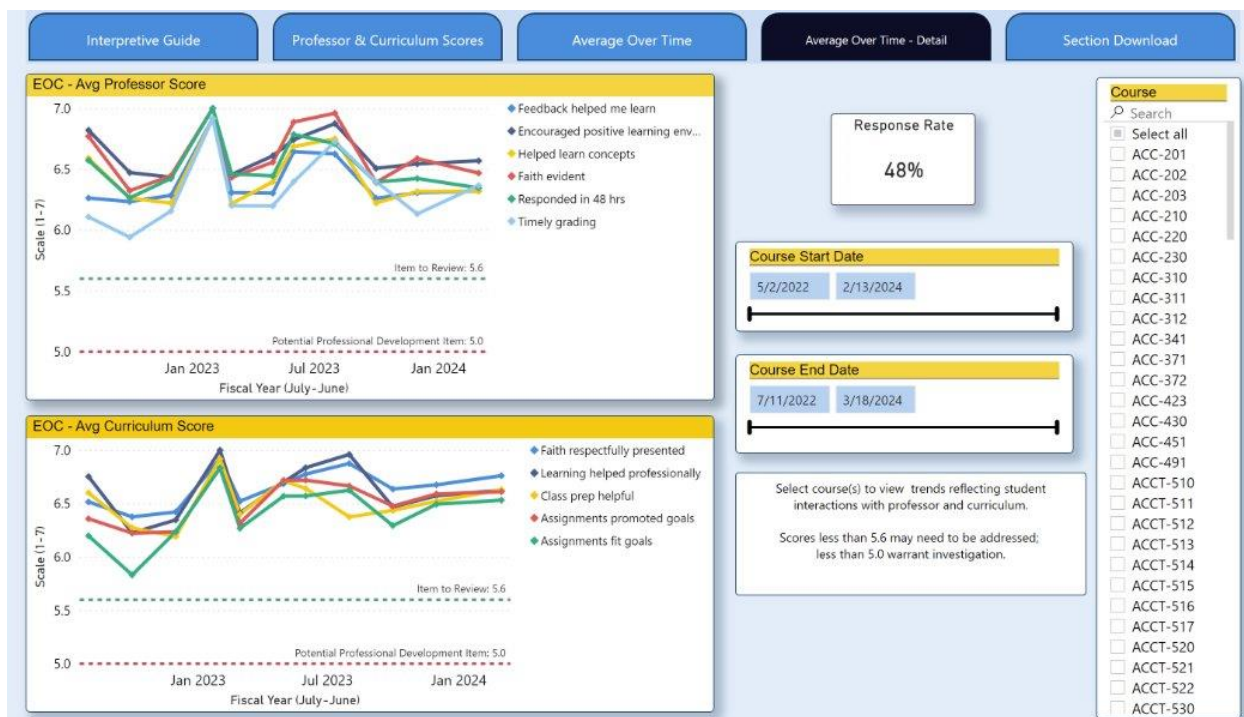 Interpretive Guide
Professor & Curriculum Scores
Average Over Time
Average Over Time - Detail
Section Download
EOC - Avg Professor Score
7.0
6.5
6.0
5.5
5.0
Scale (1-7)
Item to Review: 5.6
Potential Professional Development Item: 5.0
Jan 2023
Jul 2023
Jan 2024
Fiscal Year (July-June)
Feedback helped me learn
Encouraged positive learning env...
Helped learn concepts
Faith evident
Responded in 48 hrs
Timely grading
EOC - Avg Curriculum Score
7.0
6.5
6.0
5.5
5.0
Scale (1-7)
Item to Review: 5.6
Potential Professional Development Item: 5.0
Jan 2023
Jul 2023
Jan 2024
Fiscal Year (July-June)
Faith respectfully presented
Learning helped professionally
Class prep helpful
Assignments promoted goals
Assignments fit goals
Response Rate
48%
Course Start Date
5/2/2022
2/13/2024
Course End Date
7/11/2022
3/18/2024
Select course(s) to view trends reflecting student
interactions with professor and curriculum.
Scores less than 5.6 may need to be addressed;
less than 5.0 warrant investigation.
Course
Search
Select all
ACC-201
ACC-202
ACC-203
ACC-210
ACC-220
ACC-230
ACC-310
ACC-311
ACC-312
ACC-341
ACC-371
ACC-372
ACC-423
ACC-430
ACC-451
ACC-491
ACCT-510
ACCT-511
ACCT-512
ACCT-513
ACCT-514
ACCT-515
ACCT-516
ACCT-517
ACCT-520
ACCT-521
ACCT-522
ACCT-530